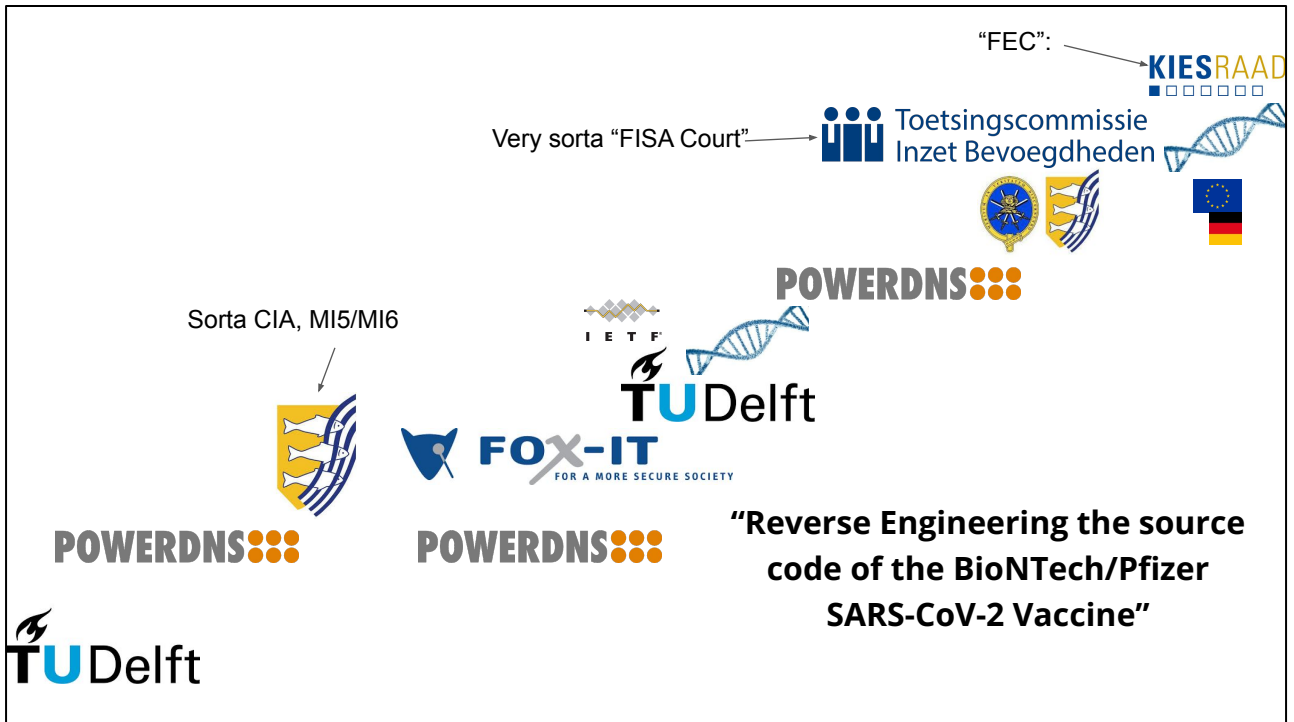 “FEC”:
KIESRAAD
Very sorta “FISA Court”
Toetsingscommissie
Inzet Bevoegdheden
POWERDNS
Sorta CIA, MI5/MI6
I E T F
TUDelft
FOX-IT
FOR A MORE SECURE SOCIETY
POWERDNS
POWERDNS
“Reverse Engineering the source
code of the BioNTech/Pfizer
SARS-CoV-2 Vaccine”
TUDelft